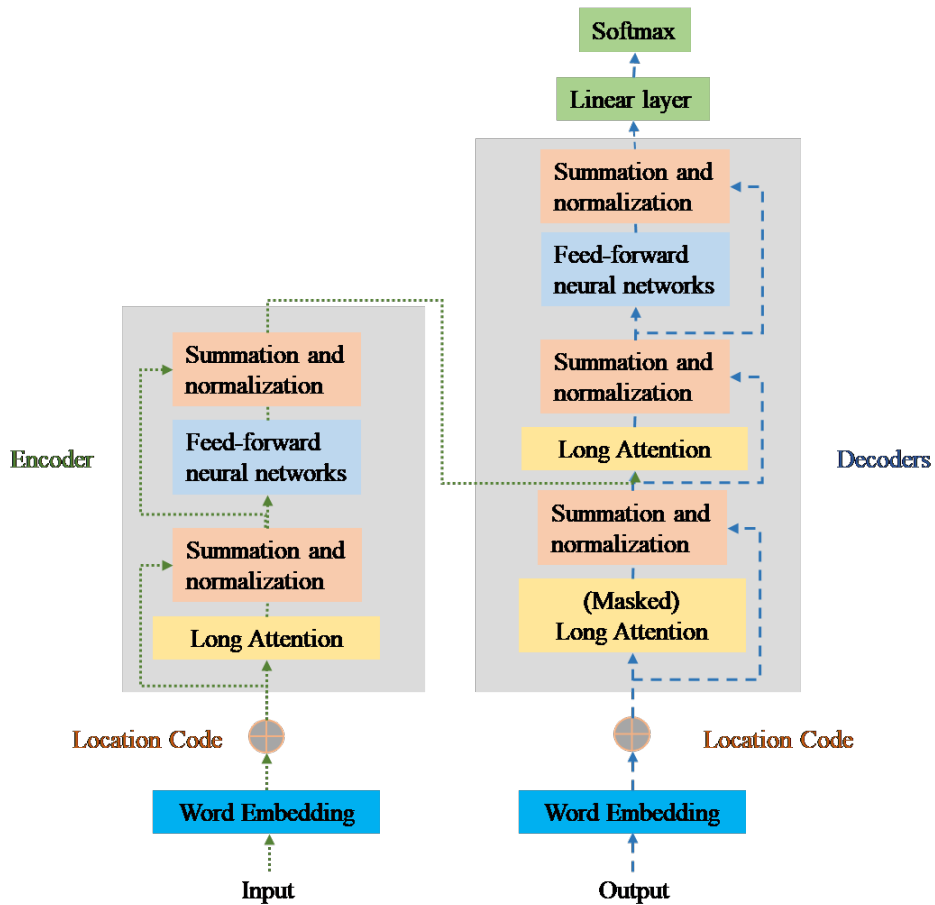 Softmax
Linear layer
Summation and
normalization
Feed-forward
neural networks
Summation and
normalization
Long Attention
Summation and
normalization
(Masked)
Long Attention
Decoders
Location Code
Word Embedding
Output
Summation and
normalization
Feed-forward
neural networks
Summation and
normalization
Long Attention
Encoder
Location Code
Word Embedding
Input